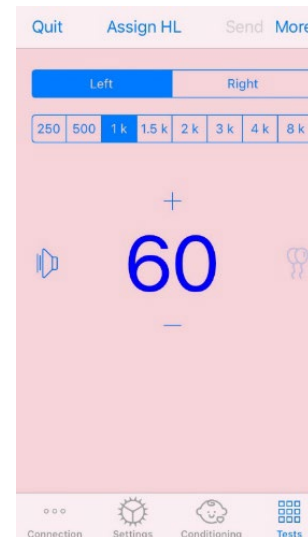 Quit Assign HL Send More
Left Right
250 500 1 k 1.5 k 2 k 3 k 4 k 8 k
+
60
—
Connection Settings Conditioning Tests